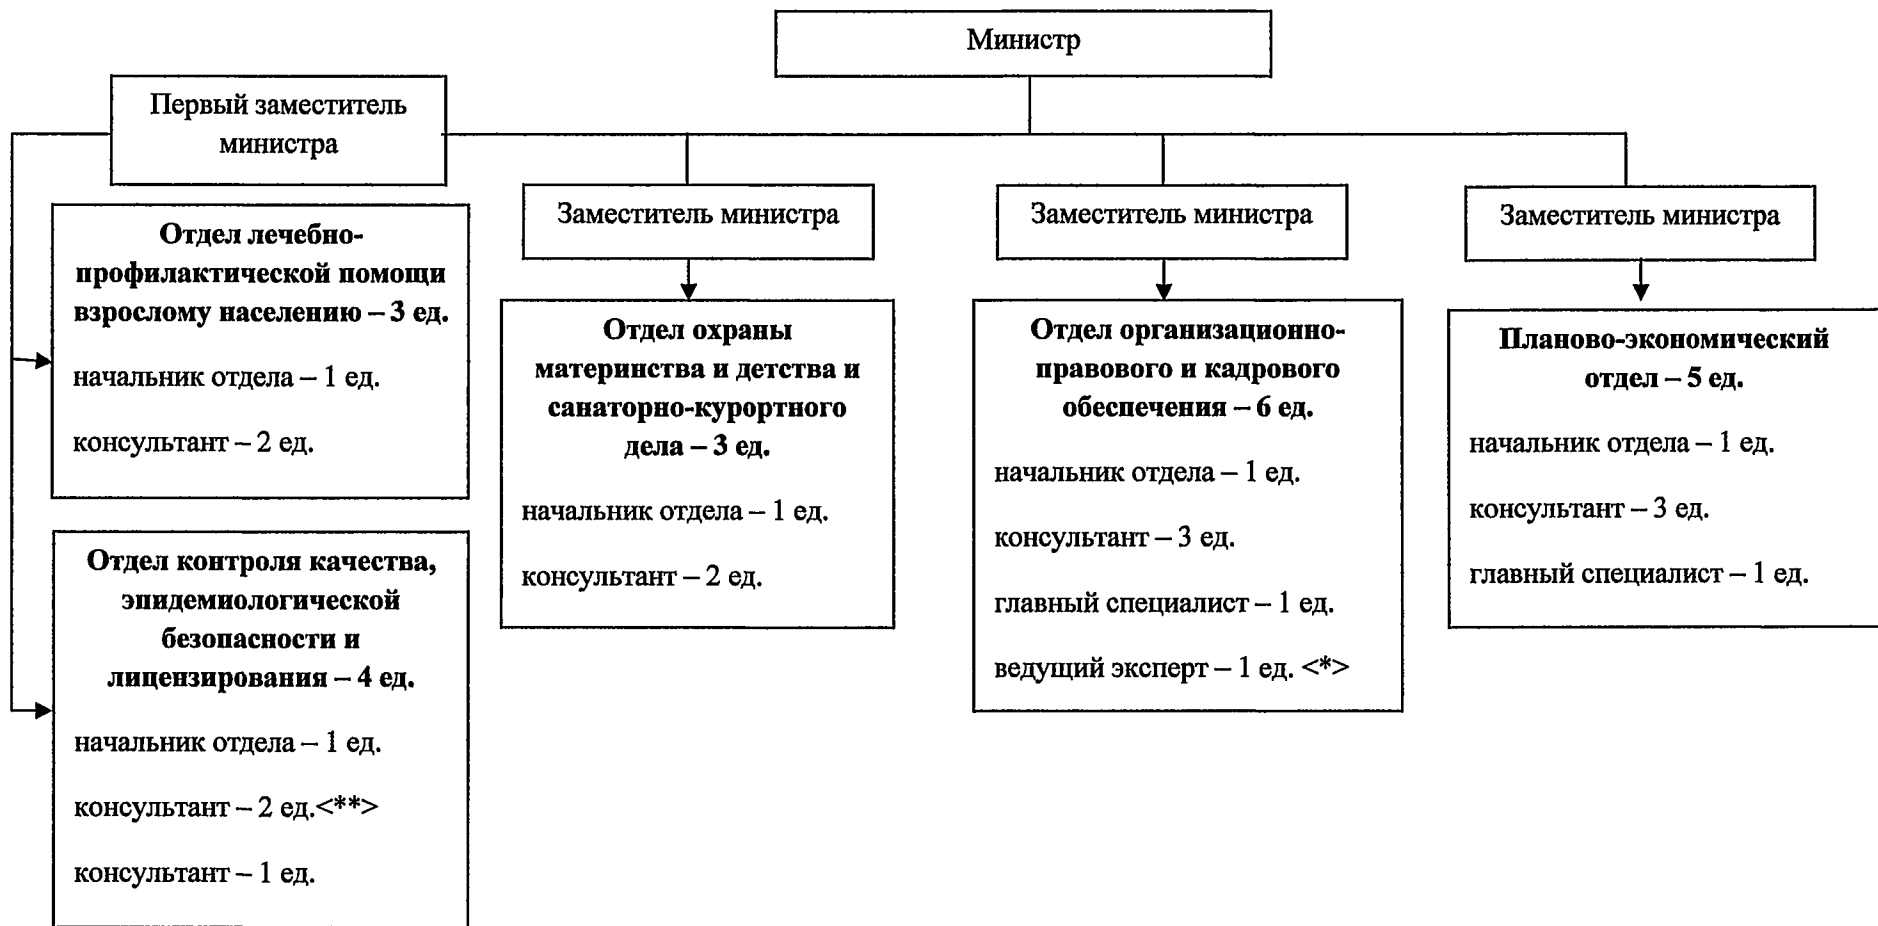 Министр
Первый заместитель
министра
Отдел лечебно-
профилактической помощи
взрослому населению – 3 ед.
начальник отдела – 1 ед.
консультант – 2 ед.
Отдел контроля качества,
эпидемиологической
безопасности и
лицензирования – 4 ед.
начальник отдела – 1 ед.
консультант – 2 ед.<**>
консультант – 1 ед.
Заместитель министра
Отдел охраны
материнства и детства и
санаторно-курортного
дела – 3 ед.
начальник отдела – 1 ед.
консультант – 2 ед.
Заместитель министра
Отдел организационно-
правового и кадрового
обеспечения – 6 ед.
начальник отдела – 1 ед.
консультант – 3 ед.
главный специалист – 1 ед.
ведущий эксперт – 1 ед. <*>
Заместитель министра
Планово-экономический
отдел – 5 ед.
начальник отдела – 1 ед.
консультант – 3 ед.
главный специалист – 1 ед.